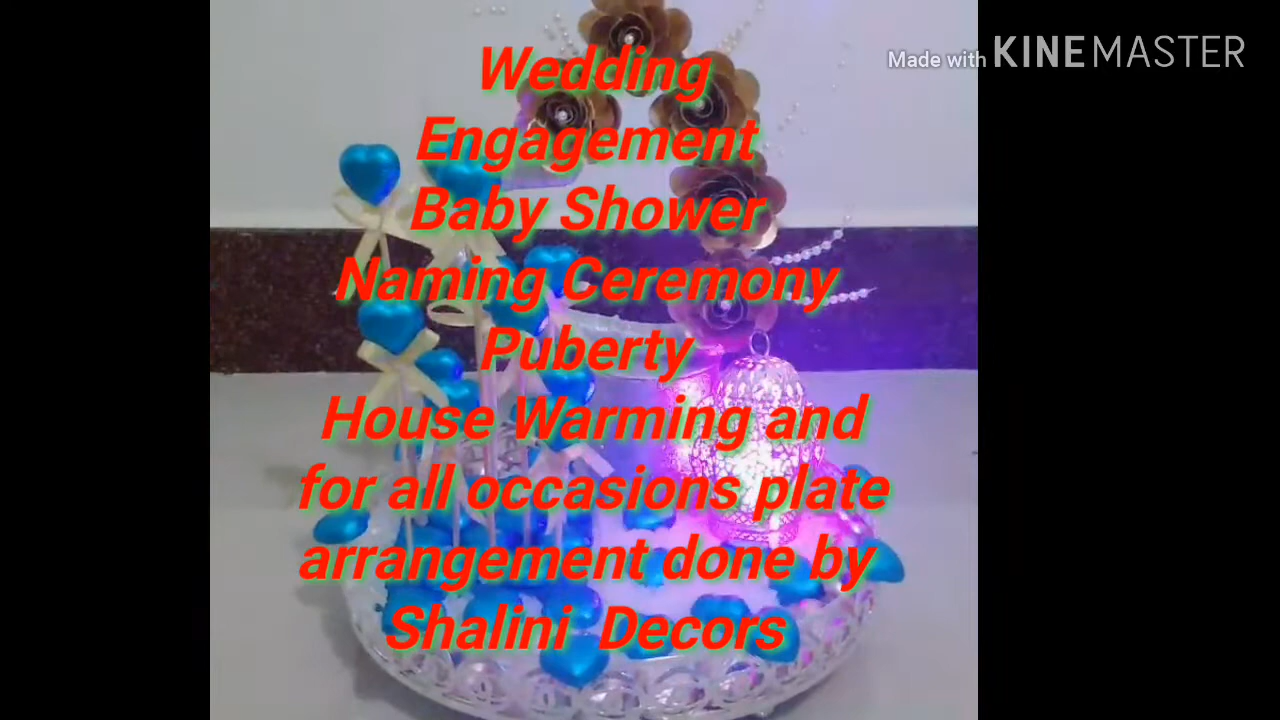 Made with KINEMASTER
Wedding
Engagement
Baby Shower
Naming Ceremony
Puberty
House Warming and
for all occasions plate
arrangement done by
Shalini Decors